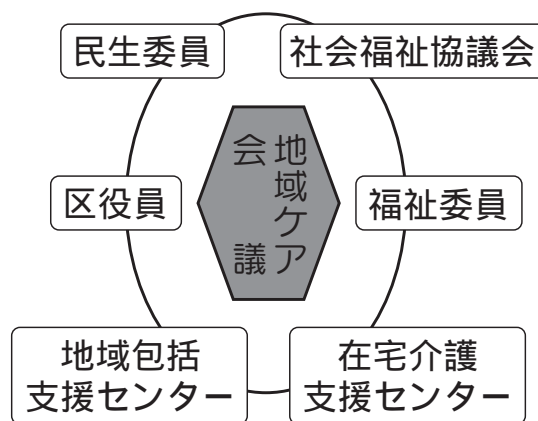 民生委員
社会福祉協議会
地域ケア
会議
区役員
福祉委員
地域包括
支援センター
在宅介護
支援センター